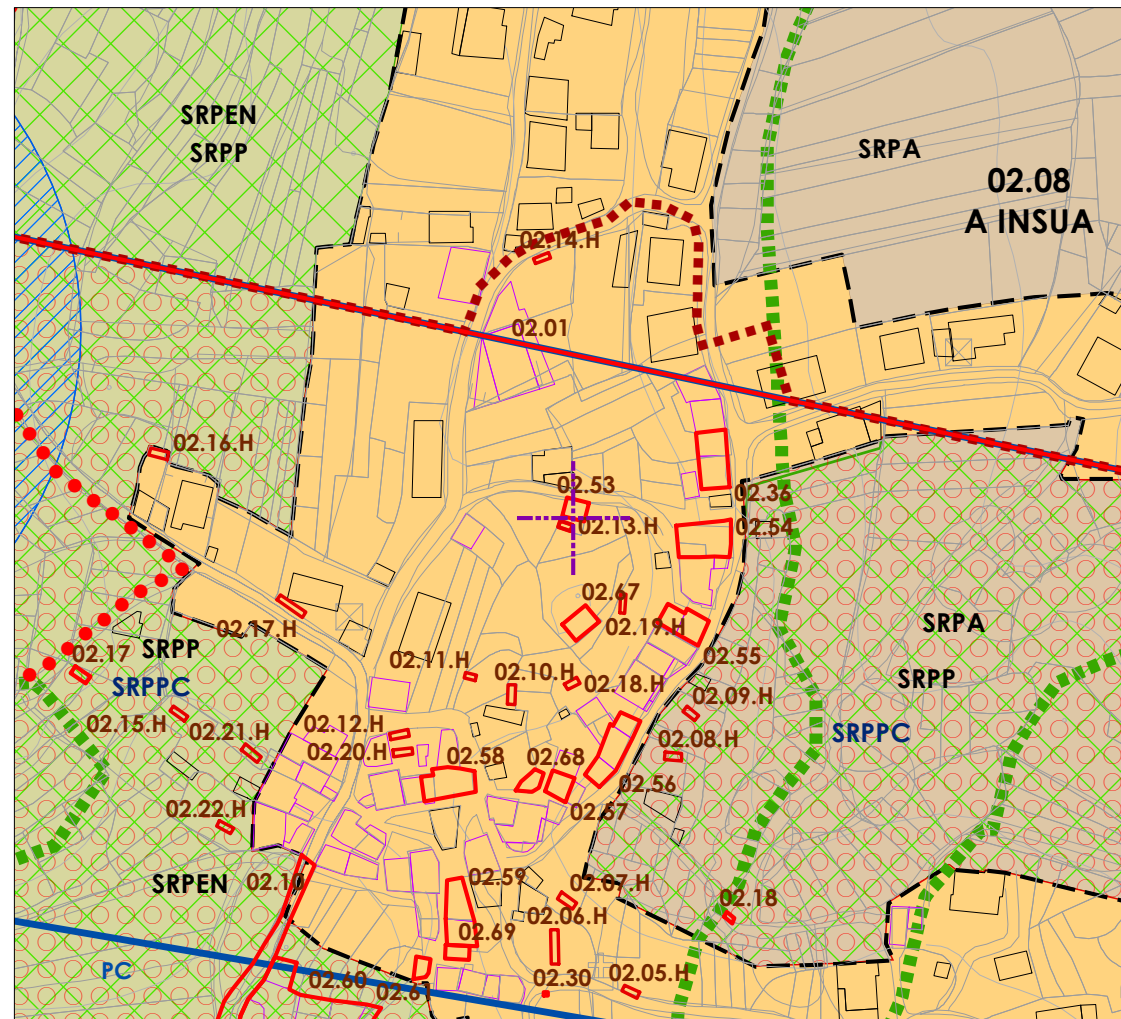 SRPEN
SRPP
SRPA
02.08
A INSUA
02.14.H
02.01
02.16.H
02.53
02.36
02.13.H
02.54
02.67
02.17.H
02.19.H
SRPA
SRPP
02.17
02.11.H
02.55
SRPP
SRPPC
02.10.H
02.18.H
02.09.H
02.15.H
02.21.H
02.12.H
02.20.H
SRPPC
02.08.H
02.58
02.68
02.56
02.57
02.22.H
SRPEN
02.10
02.59
02.07.H
02.18
02.06.H
02.69
PC
02.60
02.61
02.30
02.05.H